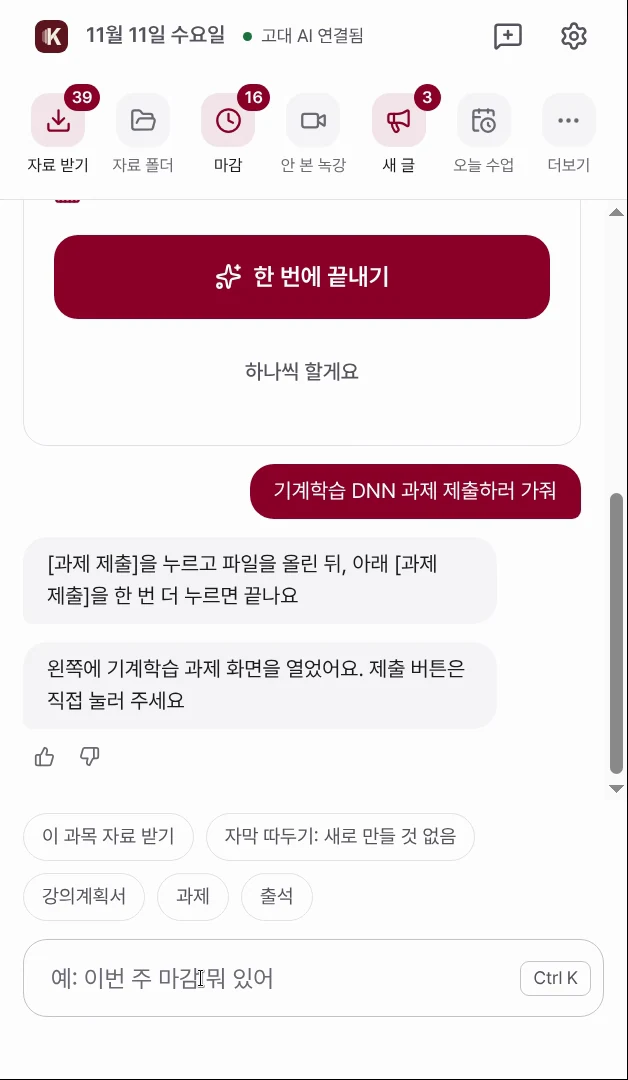 K
11월 11일 수요일
고대 AI 연결됨
39
16
3
자료 받기
자료 폴더
마감
안 본 녹강
새 글
오늘 수업
더보기
한 번에 끝내기
하나씩 할게요
기계학습 DNN 과제 제출하러 가줘
[과제 제출]을 누르고 파일을 올린 뒤, 아래 [과제
제출]을 한 번 더 누르면 끝나요
왼쪽에 기계학습 과제 화면을 열었어요. 제출 버튼은
직접 눌러 주세요
이 과목 자료 받기
자막 따두기: 새로 만들 것 없음
강의계획서
과제
출석
예: 이번 주 마감 뭐 있어
Ctrl K